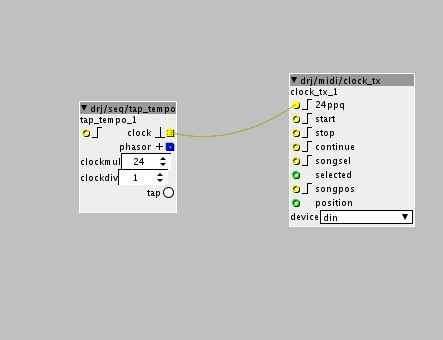 drj/seq/tap_tempo
tap_tempo_1
clock
phasor
clockmul 24
clockdiv 1
tap
drj/midi/clock_tx
clock_tx_1
24ppq
start
stop
continue
songsel
selected
songpos
position
device din